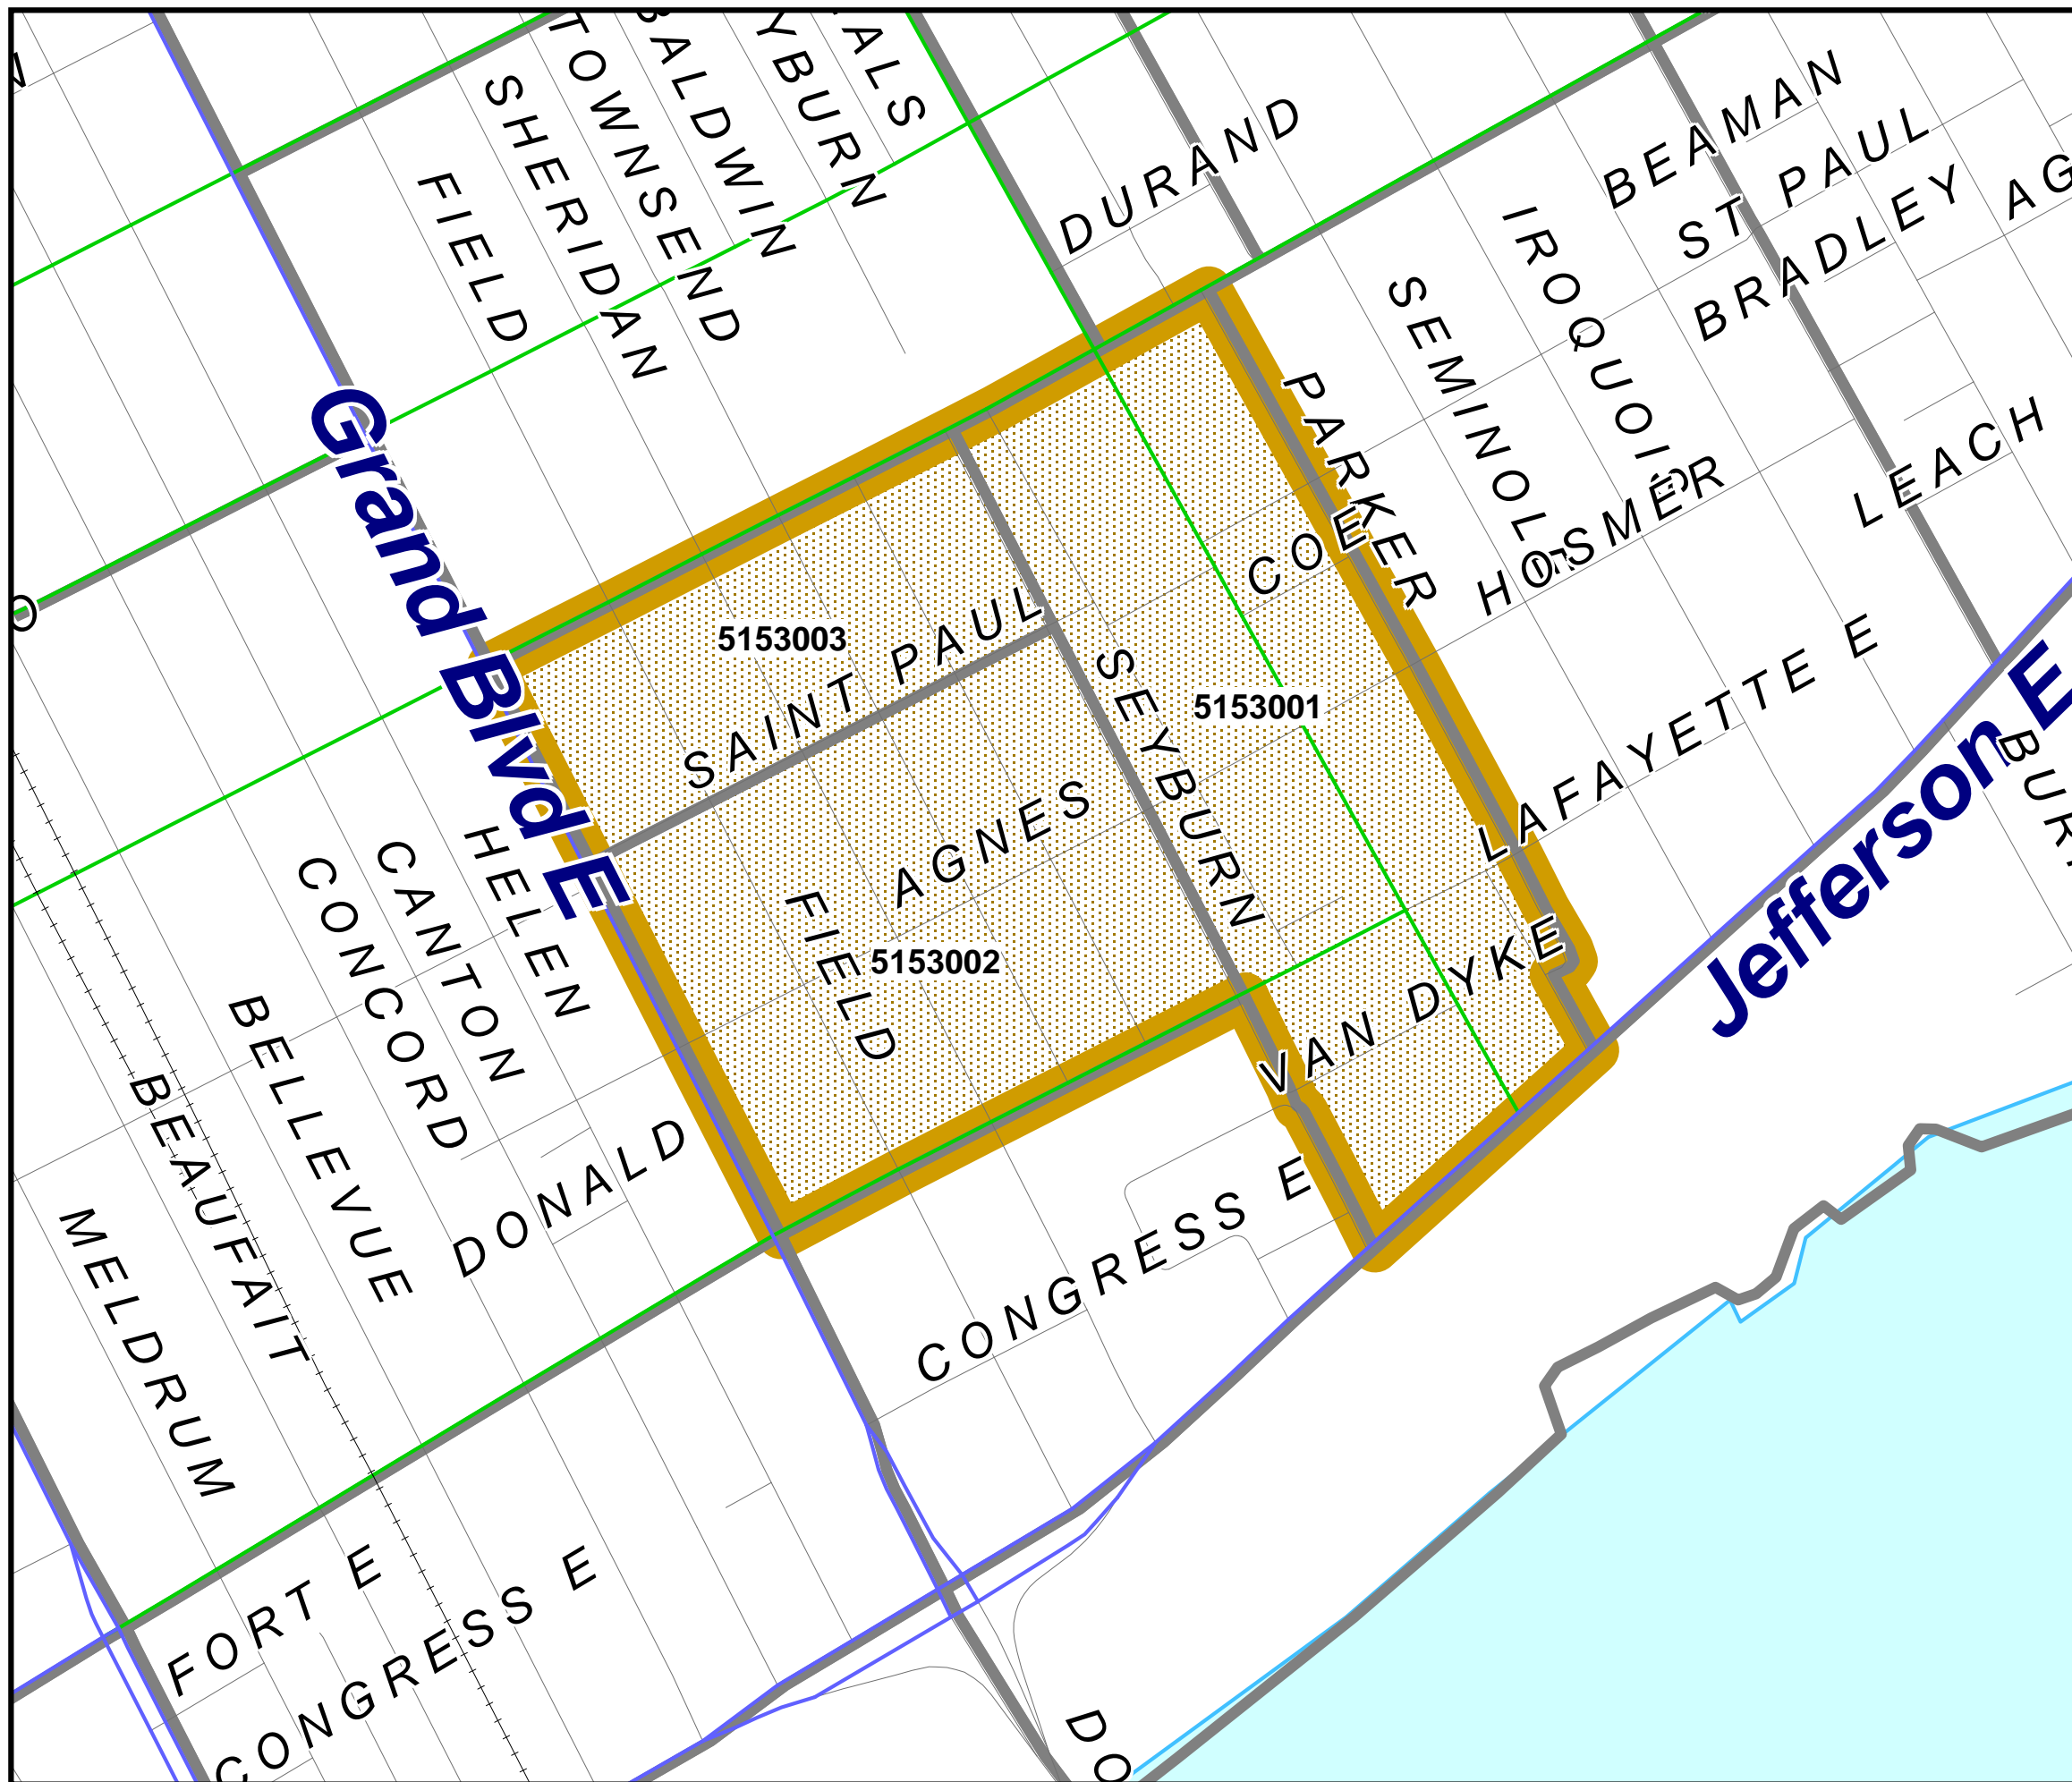 TOWNSEND
SHERIDAN
FIELD
DURAND
BEAMAN
ST PAUL
BRADLEY
IROQUOIS
SEMINOLE
PARKER
LEACH
HOSMER
COE
Grand Blvd E
5153003
SAINT PAUL
SEYBURN
5153001
LAFAYETTE E
Jefferson E
AGNES
FIELD
5153002
VAN DYKE
HELEN
CANTON
CONCORD
BELLEVUE
BEAUFAIT
MELDRUM
DONALD
CONGRESS E
FORT E
CONGRESS E